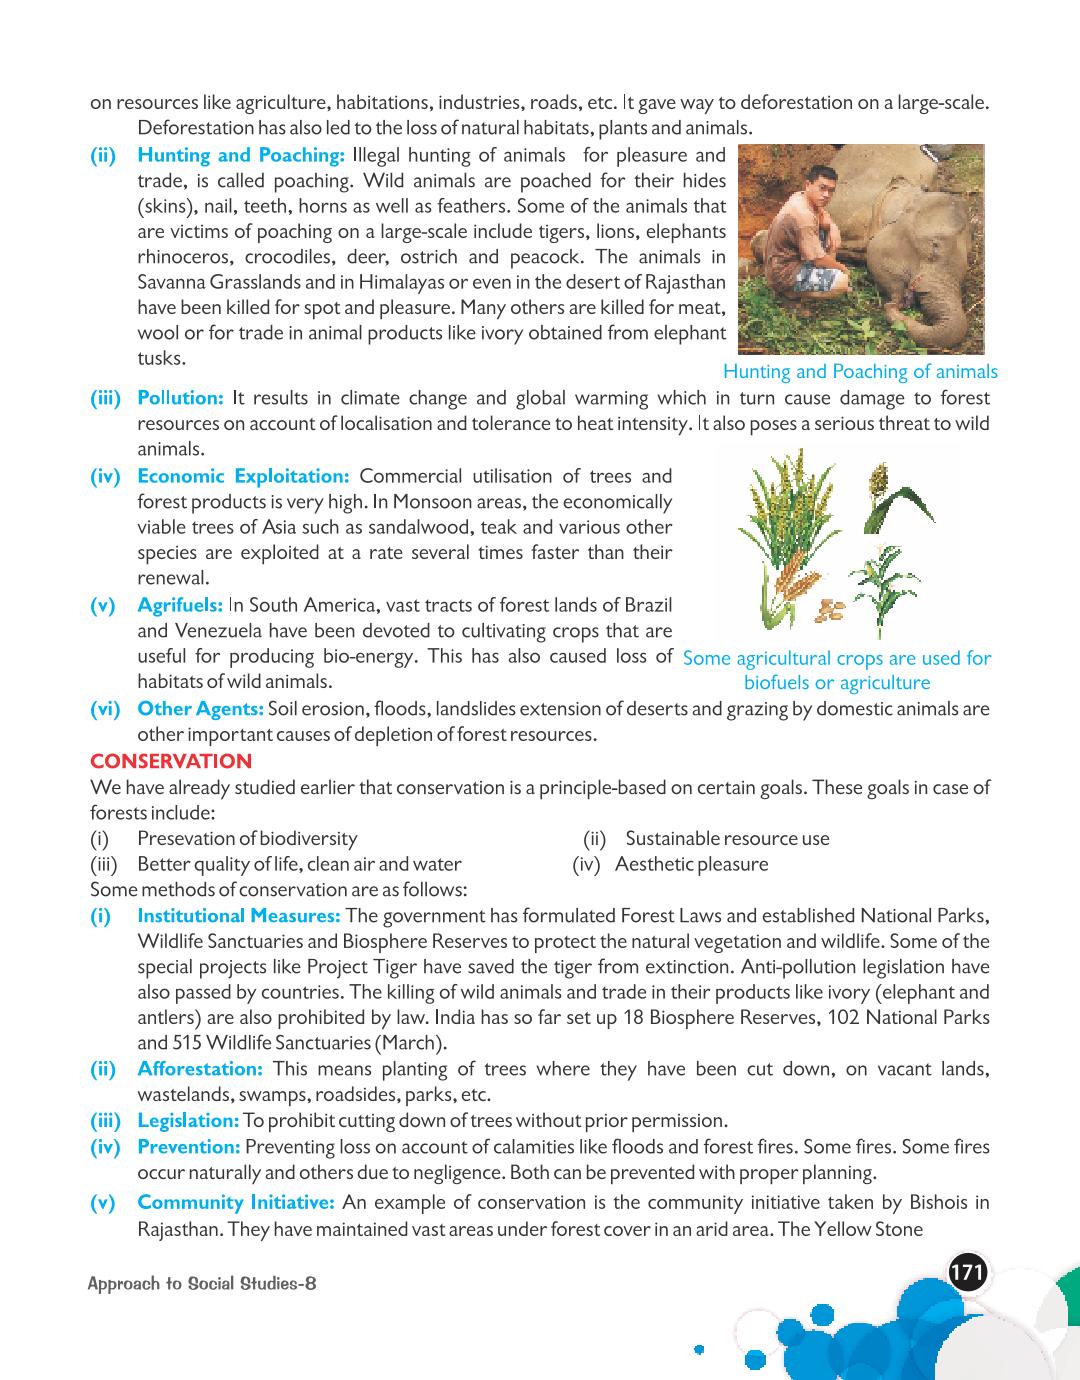 on resources like agriculture, habitations, industries, roads, etc. It gave way to deforestation on a large-scale.
Deforestation has also led to the loss of natural habitats, plants and animals.
(ii) Hunting and Poaching: Illegal hunting of animals for pleasure and
trade, is called poaching. Wild animals are poached for their hides
(skins), nail, teeth, horns as well as feathers. Some of the animals that
are victims of poaching on a large-scale include tigers, lions, elephants
rhinoceros, crocodiles, deer, ostrich and peacock. The animals in
Savanna Grasslands and in Himalayas or even in the desert of Rajasthan
have been killed for spot and pleasure. Many others are killed for meat,
wool or for trade in animal products like ivory obtained from elephant
tusks.
Hunting and Poaching of animals
(iii) Pollution: It results in climate change and global warming which in turn cause damage to forest
resources on account of localisation and tolerance to heat intensity. It also poses a serious threat to wild
animals.
(iv) Economic Exploitation: Commercial utilisation of trees and
forest products is very high. In Monsoon areas, the economically
viable trees of Asia such as sandalwood, teak and various other
species are exploited at a rate several times faster than their
renewal.
(v) Agrifuels: In South America, vast tracts of forest lands of Brazil
and Venezuela have been devoted to cultivating crops that are
useful for producing bio-energy. This has also caused loss of
habitats of wild animals.
Some agricultural crops are used for
biofuels or agriculture
(vi) Other Agents: Soil erosion, floods, landslides extension of deserts and grazing by domestic animals are
other important causes of depletion of forest resources.
CONSERVATION
We have already studied earlier that conservation is a principle-based on certain goals. These goals in case of
forests include:
(i) Presevation of biodiversity (ii) Sustainable resource use
(iii) Better quality of life, clean air and water (iv) Aesthetic pleasure
Some methods of conservation are as follows:
(i) Institutional Measures: The government has formulated Forest Laws and established National Parks,
Wildlife Sanctuaries and Biosphere Reserves to protect the natural vegetation and wildlife. Some of the
special projects like Project Tiger have saved the tiger from extinction. Anti-pollution legislation have
also passed by countries. The killing of wild animals and trade in their products like ivory (elephant and
antlers) are also prohibited by law. India has so far set up 18 Biosphere Reserves, 102 National Parks
and 515 Wildlife Sanctuaries (March).
(ii) Afforestation: This means planting of trees where they have been cut down, on vacant lands,
wastelands, swamps, roadsides, parks, etc.
(iii) Legislation: To prohibit cutting down of trees without prior permission.
(iv) Prevention: Preventing loss on account of calamities like floods and forest fires. Some fires. Some fires
occur naturally and others due to negligence. Both can be prevented with proper planning.
(v) Community Initiative: An example of conservation is the community initiative taken by Bishois in
Rajasthan. They have maintained vast areas under forest cover in an arid area. The Yellow Stone
Approach to Social Studies-8
171